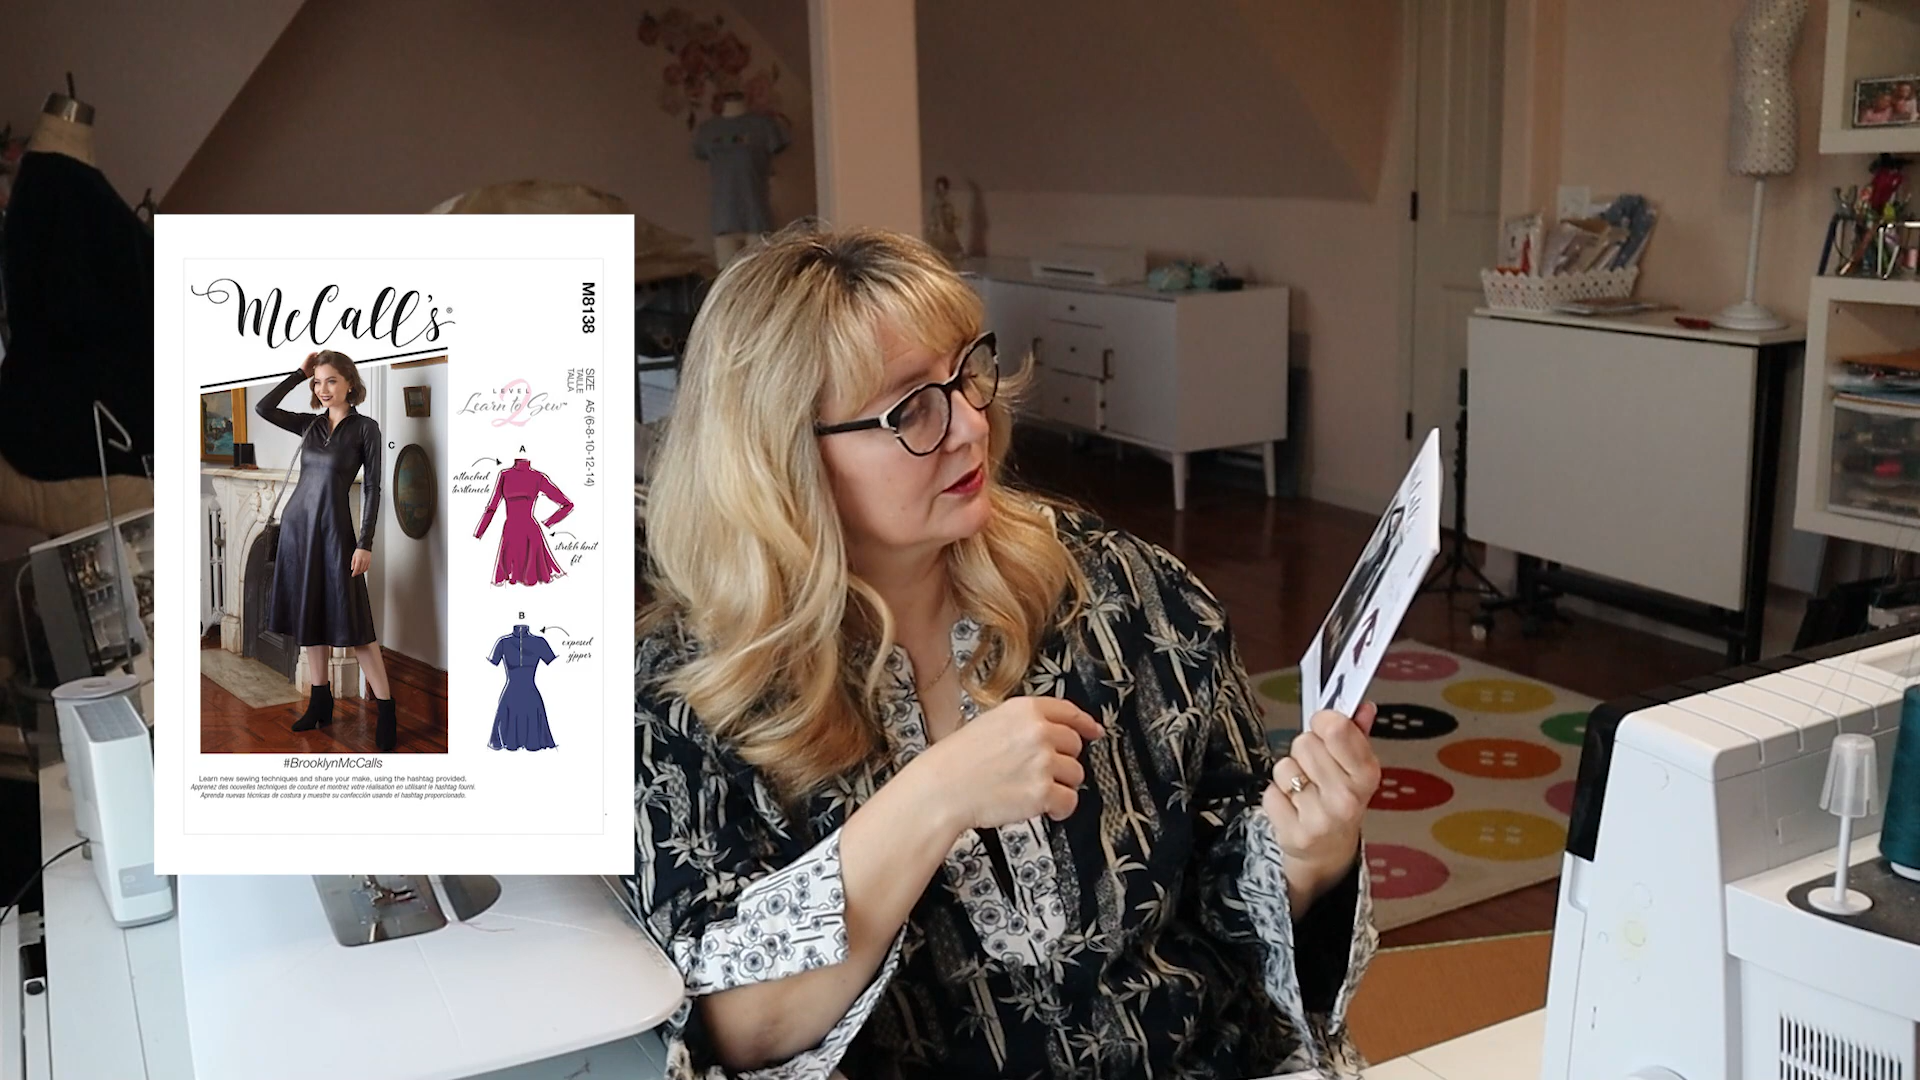 McCall's®
M8138
SIZE A5 (6-8-10-12-14)
TAILLE
TALLA
LEVEL
2
Learn to Sew™
A
attached
turtleneck
C
stretch knit
fit
B
exposed
zipper
#BrooklynMcCalls
Learn new sewing techniques and share your make, using the hashtag provided.
Apprenez des nouvelles techniques de couture et montrez votre réalisation en utilisant le hashtag fourni.
Aprenda nuevas técnicas de costura y muestre su confección usando el hashtag proporcionado.